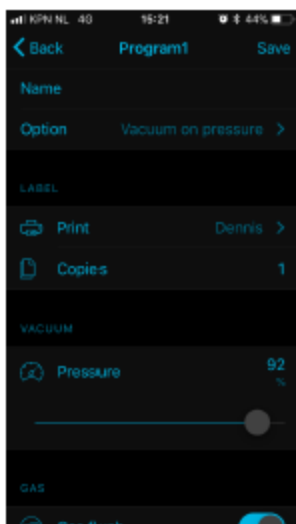 KPN NL 4G 15:21 44%
Back Program1 Save
Name
Option Vacuum on pressure
LABEL
Print Dennis
Copies 1
VACUUM
Pressure 92
%
GAS